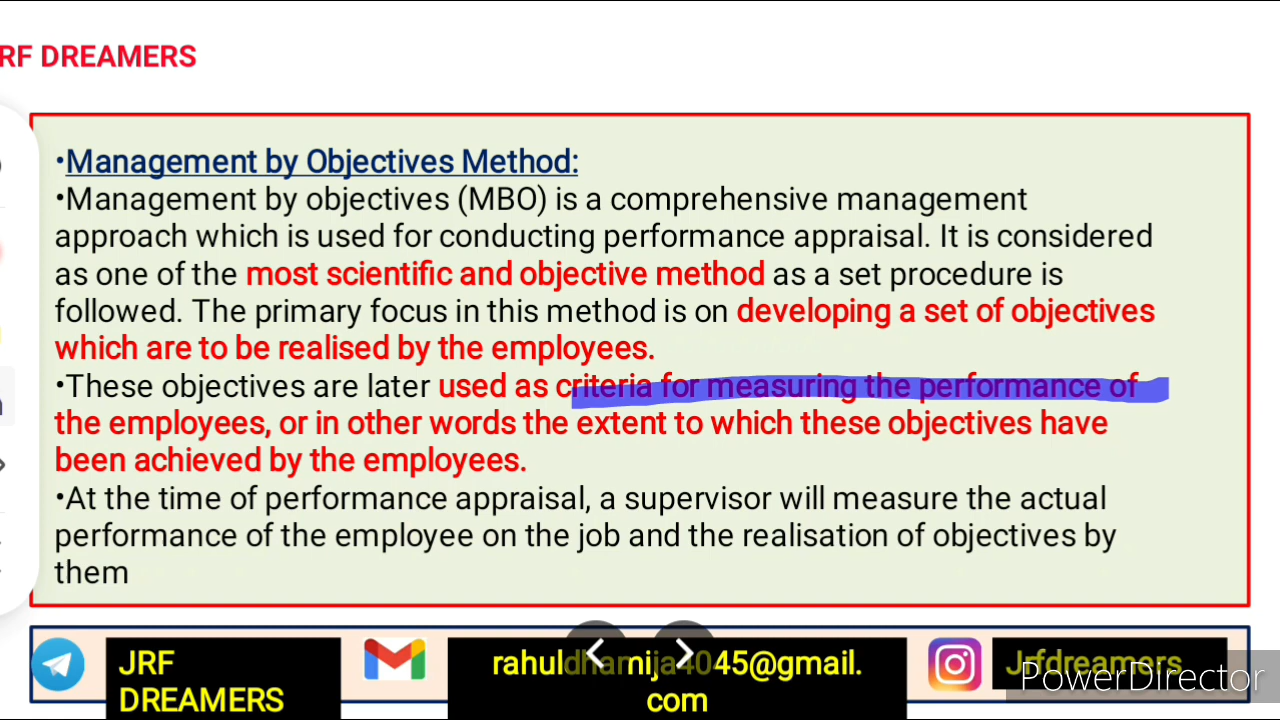 RF DREAMERS
•Management by Objectives Method:
•Management by objectives (MBO) is a comprehensive management
approach which is used for conducting performance appraisal. It is considered
as one of the most scientific and objective method as a set procedure is
followed. The primary focus in this method is on developing a set of objectives
which are to be realised by the employees.
•These objectives are later used as criteria for measuring the performance of
the employees, or in other words the extent to which these objectives have
been achieved by the employees.
•At the time of performance appraisal, a supervisor will measure the actual
performance of the employee on the job and the realisation of objectives by
them
JRF
DREAMERS
com
Jrfdreamers
PowerDirector